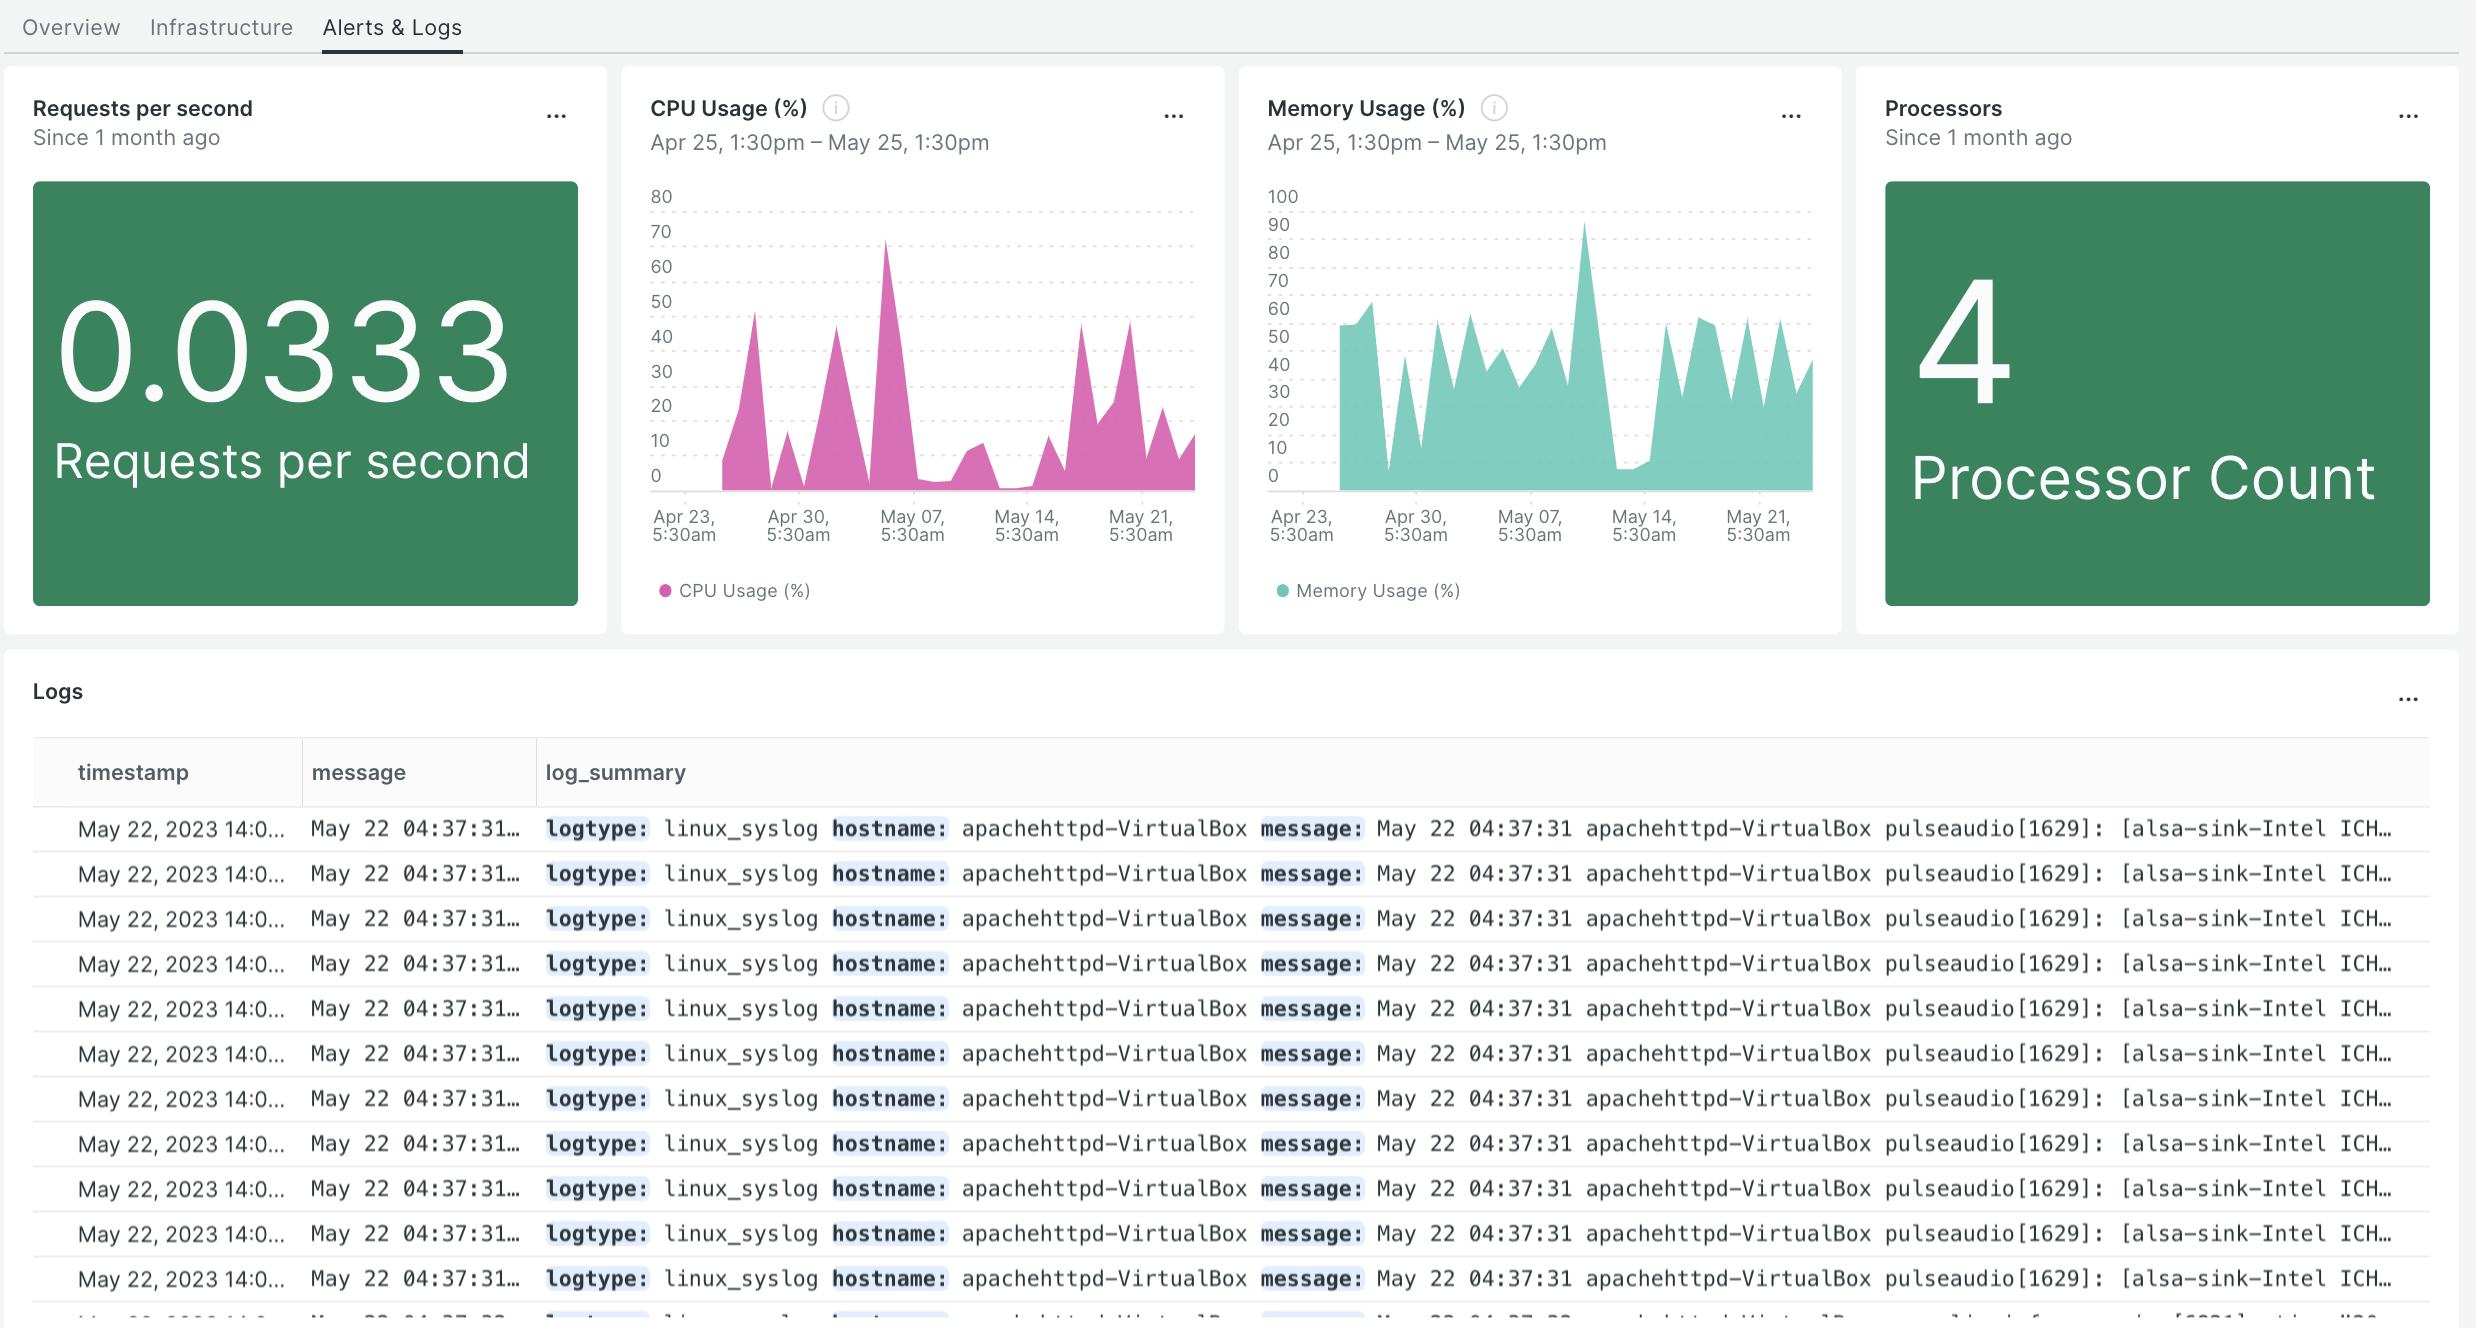 Overview Infrastructure Alerts & Logs
Requests per second
Since 1 month ago
...
0.0333
Requests per second
CPU Usage (%)
Apr 25, 1:30pm – May 25, 1:30pm
...
80
70
60
50
40
30
20
10
0
Apr 23, 5:30am
Apr 30, 5:30am
May 07, 5:30am
May 14, 5:30am
May 21, 5:30am
CPU Usage (%)
Memory Usage (%)
Apr 25, 1:30pm – May 25, 1:30pm
...
100
90
80
70
60
50
40
30
20
10
0
Apr 23, 5:30am
Apr 30, 5:30am
May 07, 5:30am
May 14, 5:30am
May 21, 5:30am
Memory Usage (%)
Processors
Since 1 month ago
...
4
Processor Count
Logs
...
timestamp message log_summary
May 22, 2023 14:0... May 22 04:37:31… logtype: linux_syslog hostname: apachehttpd-VirtualBox message: May 22 04:37:31 apachehttpd-VirtualBox pulseaudio[1629]: [alsa-sink-Intel ICH…
May 22, 2023 14:0... May 22 04:37:31… logtype: linux_syslog hostname: apachehttpd-VirtualBox message: May 22 04:37:31 apachehttpd-VirtualBox pulseaudio[1629]: [alsa-sink-Intel ICH…
May 22, 2023 14:0... May 22 04:37:31… logtype: linux_syslog hostname: apachehttpd-VirtualBox message: May 22 04:37:31 apachehttpd-VirtualBox pulseaudio[1629]: [alsa-sink-Intel ICH…
May 22, 2023 14:0... May 22 04:37:31… logtype: linux_syslog hostname: apachehttpd-VirtualBox message: May 22 04:37:31 apachehttpd-VirtualBox pulseaudio[1629]: [alsa-sink-Intel ICH…
May 22, 2023 14:0... May 22 04:37:31… logtype: linux_syslog hostname: apachehttpd-VirtualBox message: May 22 04:37:31 apachehttpd-VirtualBox pulseaudio[1629]: [alsa-sink-Intel ICH…
May 22, 2023 14:0... May 22 04:37:31… logtype: linux_syslog hostname: apachehttpd-VirtualBox message: May 22 04:37:31 apachehttpd-VirtualBox pulseaudio[1629]: [alsa-sink-Intel ICH…
May 22, 2023 14:0... May 22 04:37:31… logtype: linux_syslog hostname: apachehttpd-VirtualBox message: May 22 04:37:31 apachehttpd-VirtualBox pulseaudio[1629]: [alsa-sink-Intel ICH…
May 22, 2023 14:0... May 22 04:37:31… logtype: linux_syslog hostname: apachehttpd-VirtualBox message: May 22 04:37:31 apachehttpd-VirtualBox pulseaudio[1629]: [alsa-sink-Intel ICH…
May 22, 2023 14:0... May 22 04:37:31… logtype: linux_syslog hostname: apachehttpd-VirtualBox message: May 22 04:37:31 apachehttpd-VirtualBox pulseaudio[1629]: [alsa-sink-Intel ICH…
May 22, 2023 14:0... May 22 04:37:31… logtype: linux_syslog hostname: apachehttpd-VirtualBox message: May 22 04:37:31 apachehttpd-VirtualBox pulseaudio[1629]: [alsa-sink-Intel ICH…
May 22, 2023 14:0... May 22 04:37:31… logtype: linux_syslog hostname: apachehttpd-VirtualBox message: May 22 04:37:31 apachehttpd-VirtualBox pulseaudio[1629]: [alsa-sink-Intel ICH…